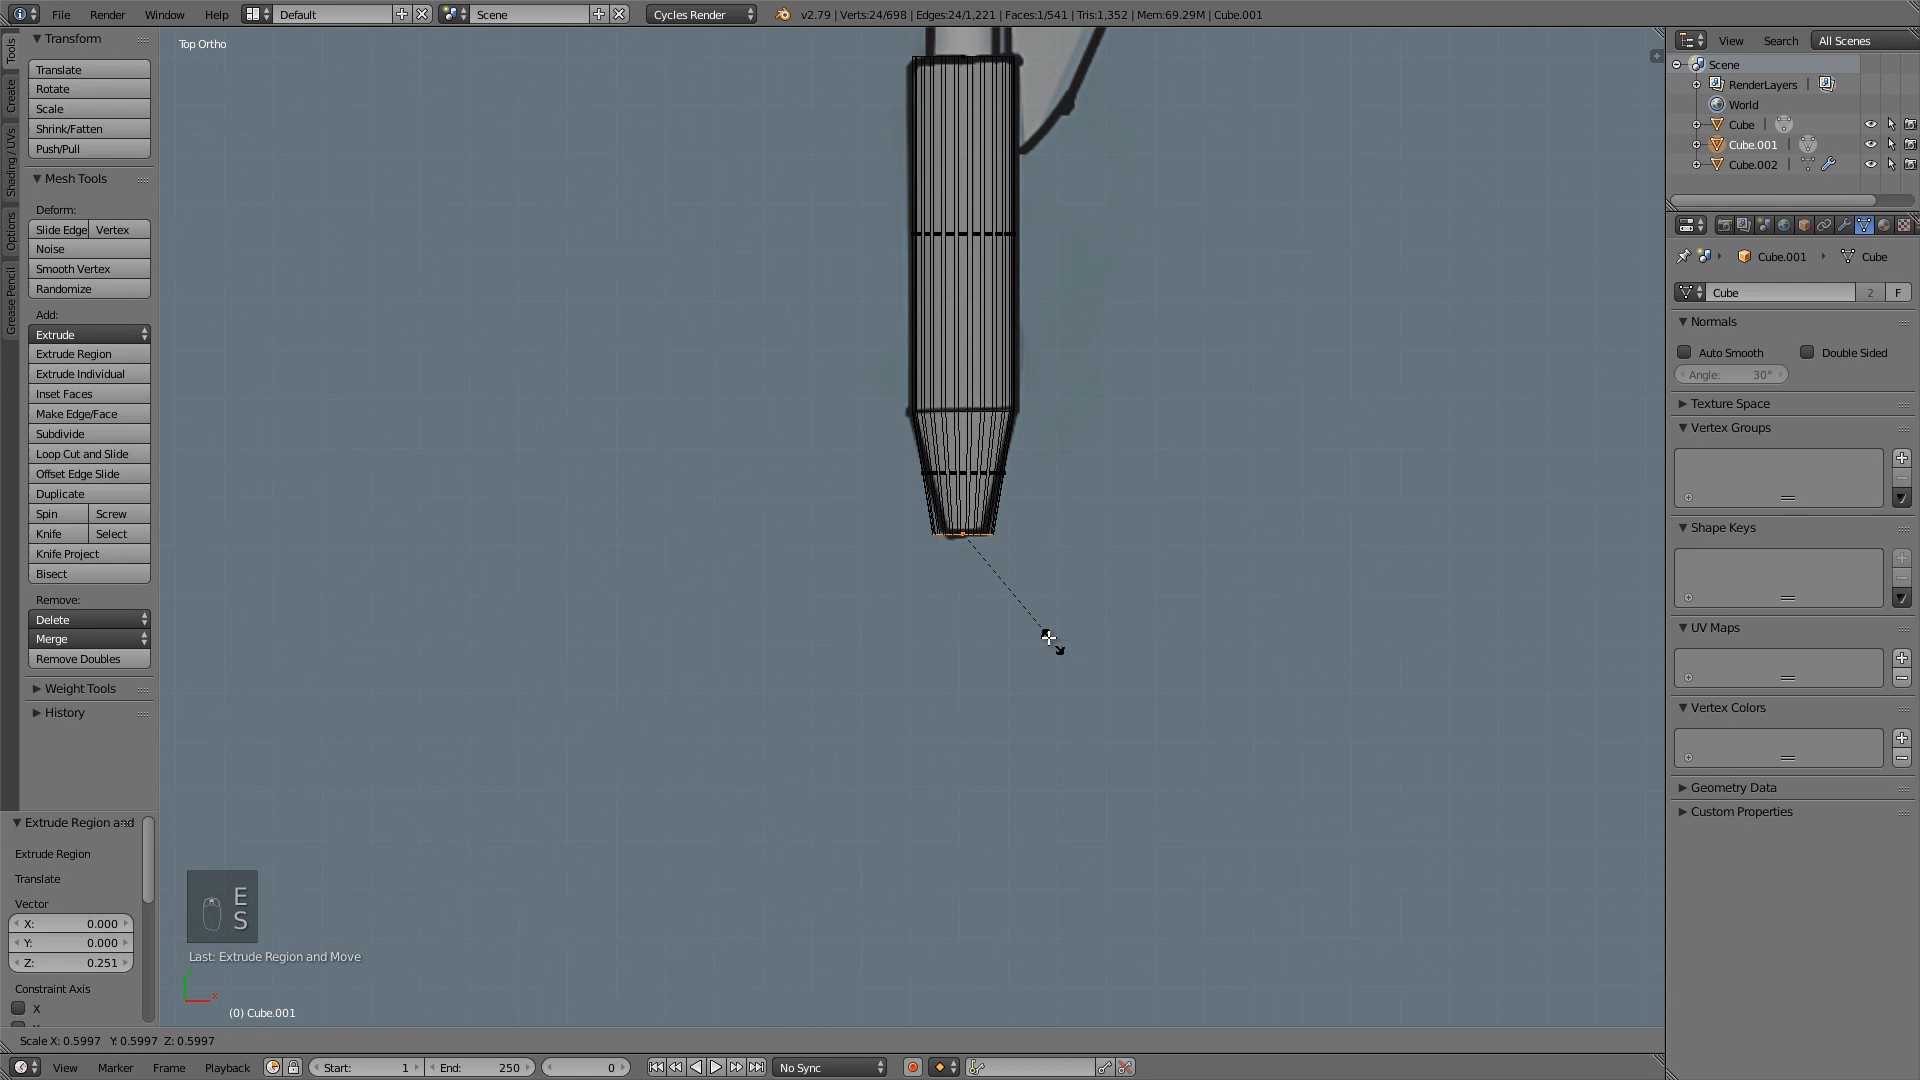 File Render Window Help Default Scene Cycles Render v2.79 | Verts:24/698 | Edges:24/1,221 | Faces:1/541 | Tris:1,352 | Mem:69.29M | Cube.001
Tools
Create
Shading / UVs
Options
Grease Pencil
Transform
Translate
Rotate
Scale
Shrink/Fatten
Push/Pull
Mesh Tools
Deform:
Slide Edge Vertex
Noise
Smooth Vertex
Randomize
Add:
Extrude
Extrude Region
Extrude Individual
Inset Faces
Make Edge/Face
Subdivide
Loop Cut and Slide
Offset Edge Slide
Duplicate
Spin Screw
Knife Select
Knife Project
Bisect
Remove:
Delete
Merge
Remove Doubles
Weight Tools
History
Extrude Region and
Extrude Region
Translate
Vector
X: 0.000
Y: 0.000
Z: 0.251
Constraint Axis
X
Top Ortho
E
S
Last: Extrude Region and Move
x
(0) Cube.001
Scale X: 0.5997 Y: 0.5997 Z: 0.5997
View Marker Frame Playback Start: 1 End: 250 0 No Sync
View Search All Scenes
Scene
RenderLayers |
World
Cube |
Cube.001 |
Cube.002 |
Cube.001 Cube
Cube 2 F
Normals
Auto Smooth Double Sided
Angle: 30°
Texture Space
Vertex Groups
Shape Keys
UV Maps
Vertex Colors
Geometry Data
Custom Properties